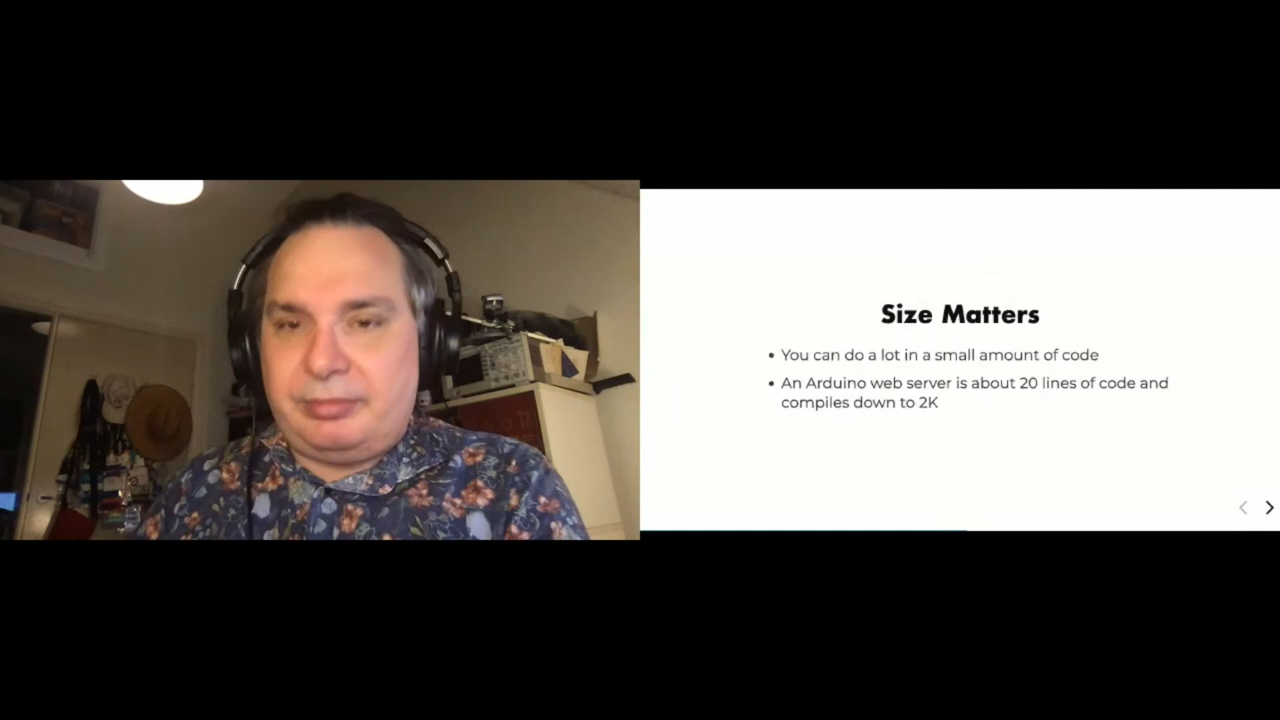 Size Matters
• You can do a lot in a small amount of code
• An Arduino web server is about 20 lines of code and
compiles down to 2K